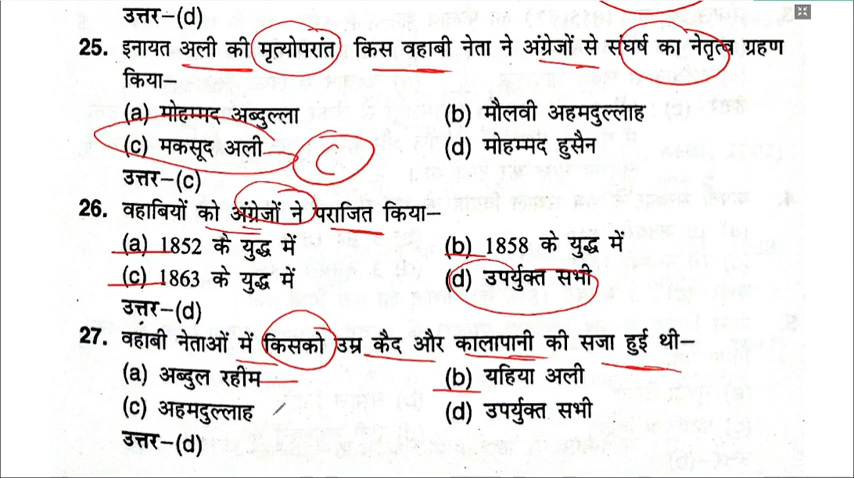 उत्तर-(d)
25. इनायत अली की मृत्योपरांत किस वहाबी नेता ने अंग्रेजों से संघर्ष का नेतृत्व ग्रहण
किया-
(a) मोहम्मद अब्दुल्ला (b) मौलवी अहमदुल्लाह
(c) मकसूद अली (d) मोहम्मद हुसैन
उत्तर-(c)
26. वहाबियों को अंग्रेजों ने पराजित किया-
(a) 1852 के युद्ध में (b) 1858 के युद्ध में
(c) 1863 के युद्ध में (d) उपर्युक्त सभी
उत्तर-(d)
27. वहाबी नेताओं में किसको उम्र कैद और कालापानी की सजा हुई थी-
(a) अब्दुल रहीम (b) यहिया अली
(c) अहमदुल्लाह (d) उपर्युक्त सभी
उत्तर-(d)